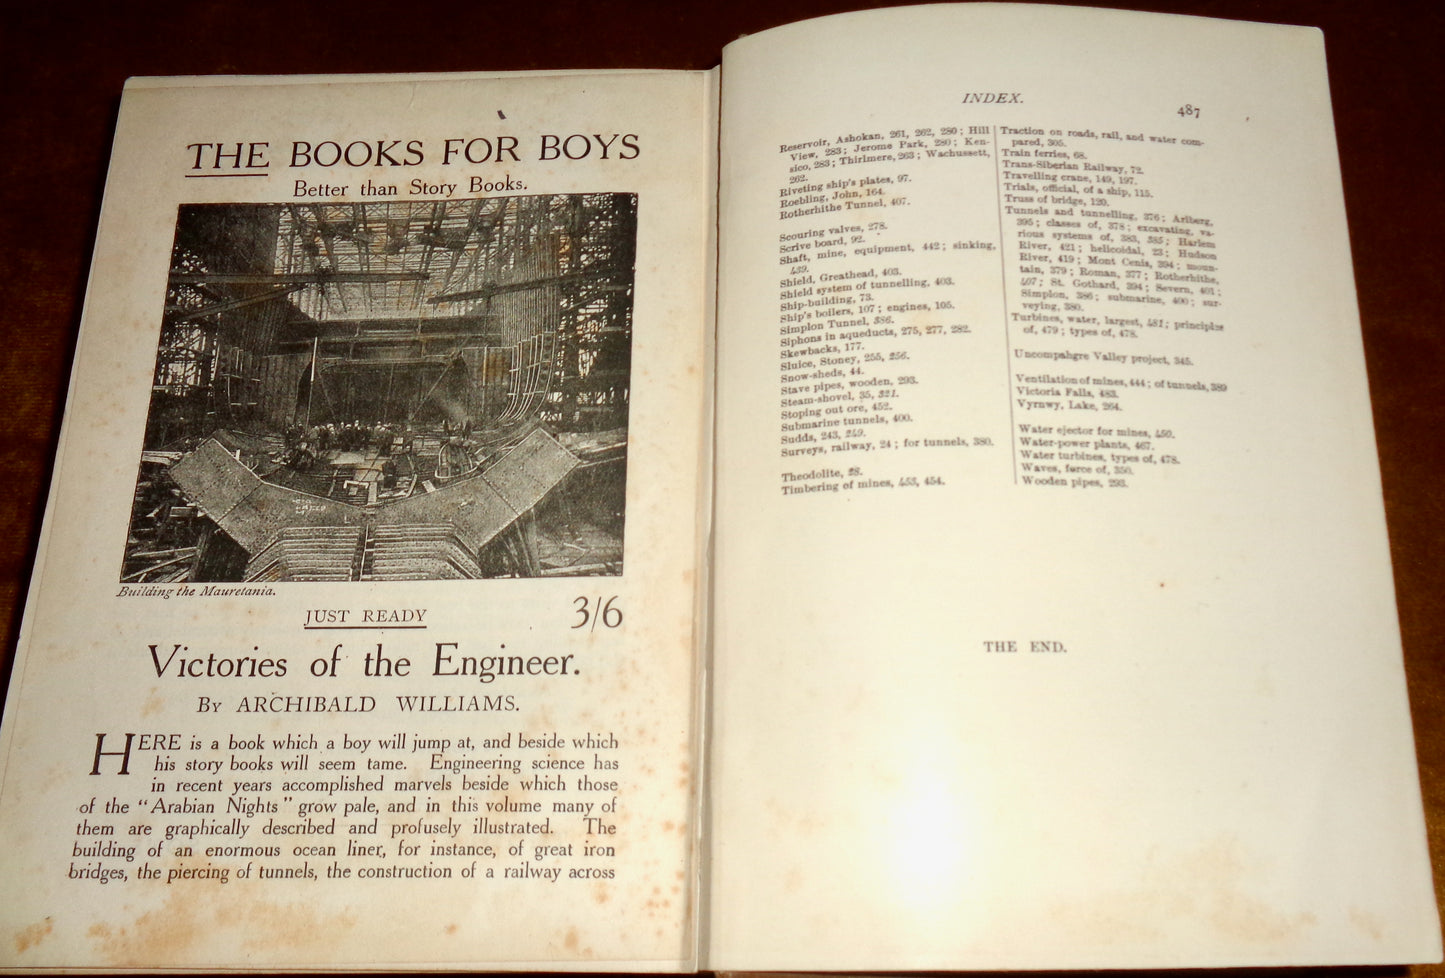 THE BOOKS FOR BOYS
Better than Story Books.
Building the Mauretania.
JUST READY
3/6
Victories of the Engineer.
By ARCHIBALD WILLIAMS.
HERE is a book which a boy will jump at, and beside which
his story books will seem tame. Engineering science has
in recent years accomplished marvels beside which those
of the "Arabian Nights" grow pale, and in this volume many of
them are graphically described and profusely illustrated. The
building of an enormous ocean liner, for instance, of great iron
bridges, the piercing of tunnels, the construction of a railway across
INDEX.
487
Reservoir, Ashokan, 261, 262, 280; Hill
View, 283; Jerome Park, 280; Ken-
sico, 283; Thirlmere, 263; Wachussett,
262.
Riveting ship's plates, 97.
Roebling, John, 164.
Rotherhithe Tunnel, 407.
Scouring valves, 278.
Scrive board, 92.
Shaft, mine, equipment, 442; sinking,
439.
Shield, Greathead, 403.
Shield system of tunnelling, 403.
Ship-building, 73.
Ship's boilers, 107; engines, 105.
Simplon Tunnel, 386.
Siphons in aqueducts, 275, 277, 282.
Skewbacks, 177.
Sluice, Stoney, 255, 256.
Snow-sheds, 44.
Stave pipes, wooden, 293.
Steam-shovel, 35, 321.
Stoping out ore, 452.
Submarine tunnels, 400.
Sudds, 243, 249.
Surveys, railway, 24; for tunnels, 380.
Theodolite, 28.
Timbering of mines, 453, 454.
Traction on roads, rail, and water com-
pared, 305.
Train ferries, 68.
Trans-Siberian Railway, 72.
Travelling crane, 149, 197.
Trials, official, of a ship, 115.
Truss of bridge, 120.
Tunnels and tunnelling, 376; Arlberg,
395; classes of, 378; excavating, va-
rious systems of, 383, 385; Harlem
River, 421; helicoidal, 23; Hudson
River, 419; Mont Cenis, 394; moun-
tain, 379; Roman, 377; Rotherhithe,
407; St. Gothard, 394; Severn, 401;
Simplon, 386; submarine, 400; sur-
veying, 380.
Turbines, water, largest, 481; principles
of, 479; types of, 478.
Uncompahgre Valley project, 345.
Ventilation of mines, 444; of tunnels, 389
Victoria Falls, 483.
Vyrnwy, Lake, 264.
Water ejector for mines, 450.
Water-power plants, 467.
Water turbines, types of, 478.
Waves, force of, 350.
Wooden pipes, 293.
THE END.